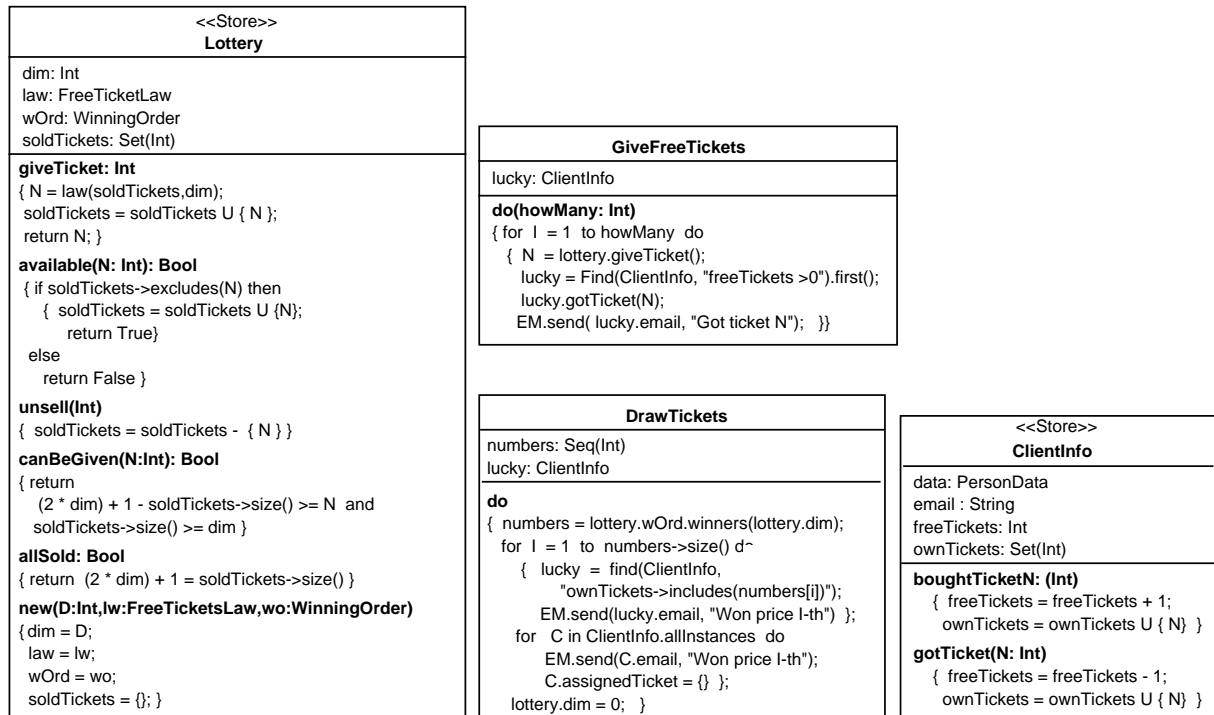 <<Store>>
Lottery
dim: Int
law: FreeTicketLaw
wOrd: WinningOrder
soldTickets: Set(Int)
giveTicket: Int
{ N = law(soldTickets,dim);
soldTickets = soldTickets U { N };
return N; }
available(N: Int): Bool
{ if soldTickets->excludes(N) then
{ soldTickets = soldTickets U {N};
return True}
else
return False }
unsell(Int)
{ soldTickets = soldTickets - { N } }
canBeGiven(N:Int): Bool
{ return
(2 * dim) + 1 - soldTickets->size() >= N and
soldTickets->size() >= dim }
allSold: Bool
{ return (2 * dim) + 1 = soldTickets->size() }
new(D:Int,lw:FreeTicketsLaw,wo:WinningOrder)
{ dim = D;
law = lw;
wOrd = wo;
soldTickets = {}; }
GiveFreeTickets
lucky: ClientInfo
do(howMany: Int)
{ for I = 1 to howMany do
{ N = lottery.giveTicket();
lucky = Find(ClientInfo, "freeTickets >0").first();
lucky.gotTicket(N);
EM.send( lucky.email, "Got ticket N"); }}
DrawTickets
numbers: Seq(Int)
lucky: ClientInfo
do
{ numbers = lottery.wOrd.winners(lottery.dim);
for I = 1 to numbers->size() d
{ lucky = find(ClientInfo,
"ownTickets->includes(numbers[i])");
EM.send(lucky.email, "Won price I-th") };
for C in ClientInfo.allInstances do
EM.send(C.email, "Won price I-th");
C.assignedTicket = {} };
lottery.dim = 0; }
<<Store>>
ClientInfo
data: PersonData
email : String
freeTickets: Int
ownTickets: Set(Int)
boughtTicketN: (Int)
{ freeTickets = freeTickets + 1;
ownTickets = ownTickets U { N} }
gotTicket(N: Int)
{ freeTickets = freeTickets - 1;
ownTickets = ownTickets U { N} }